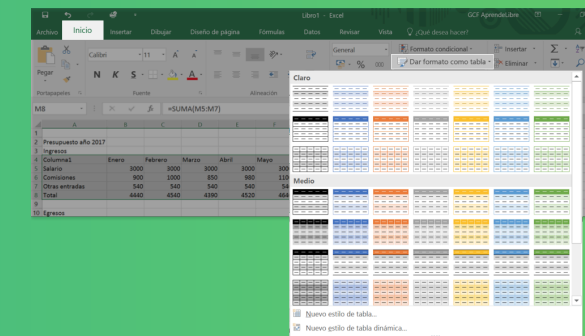 Libro1 - Excel
GCF AprendeLibre
Archivo Inicio Insertar Dibujar Diseño de página Fórmulas Datos Revisar Vista ¿Qué desea hacer?
Pegar Calibri 11 A A General Formato condicional Insertar
N K S % 000 Dar formato como tabla Eliminar
Portapapeles Fuente Alineación
M8 =SUMA(M5:M7)
Claro
A B C D E F
1
2 Presupuesto año 2017
3 Ingresos
4 Columna1 Enero Febrero Marzo Abril Mayo
5 Salario 3000 3000 3000 3000
6 Comisiones 900 1000 850 980
7 Otras entradas 540 540 540 540
8 Total 4440 4540 4390 4520
9
10 Egresos
Medio
Nuevo estilo de tabla...
Nuevo estilo de tabla dinámica...